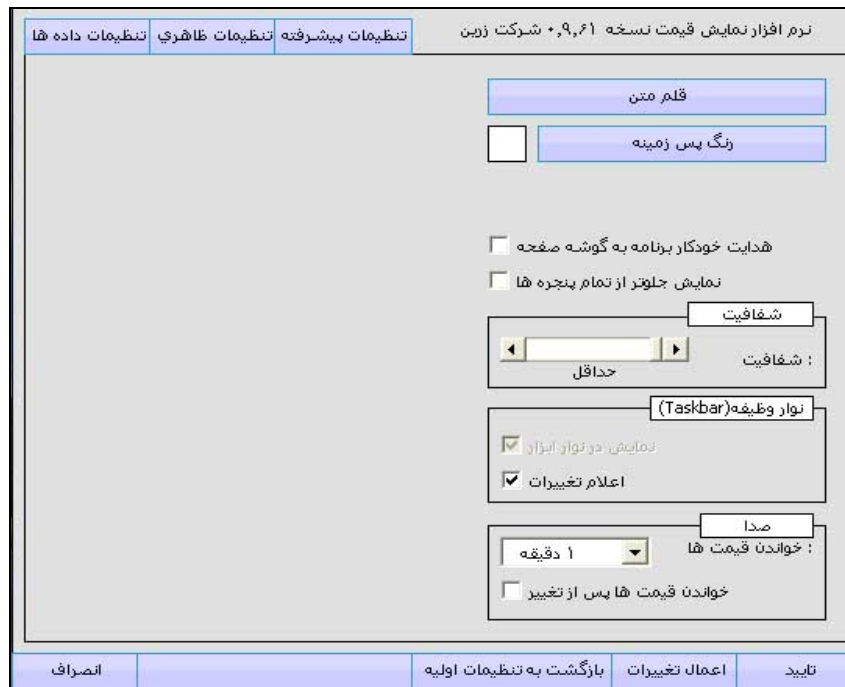 نرم افزار نمایش قیمت نسخه ۰,۹,۶۱ شرکت زرین
تنظیمات پیشرفته
تنظیمات ظاهري
تنظیمات داده ها
قلم متن
رنگ پس زمینه
هدایت خودکار برنامه به گوشه صفحه
نمایش جلوتر از تمام پنجره ها
شفافیت
شفافیت :
حداقل
نوار وظیفه(Taskbar)
نمایش در نوار ابزار
اعلام تغییرات
صدا
خواندن قیمت ها :
۱ دقیقه
خواندن قیمت ها پس از تغییر
تایید
اعمال تغییرات
بازگشت به تنظیمات اولیه
انصراف